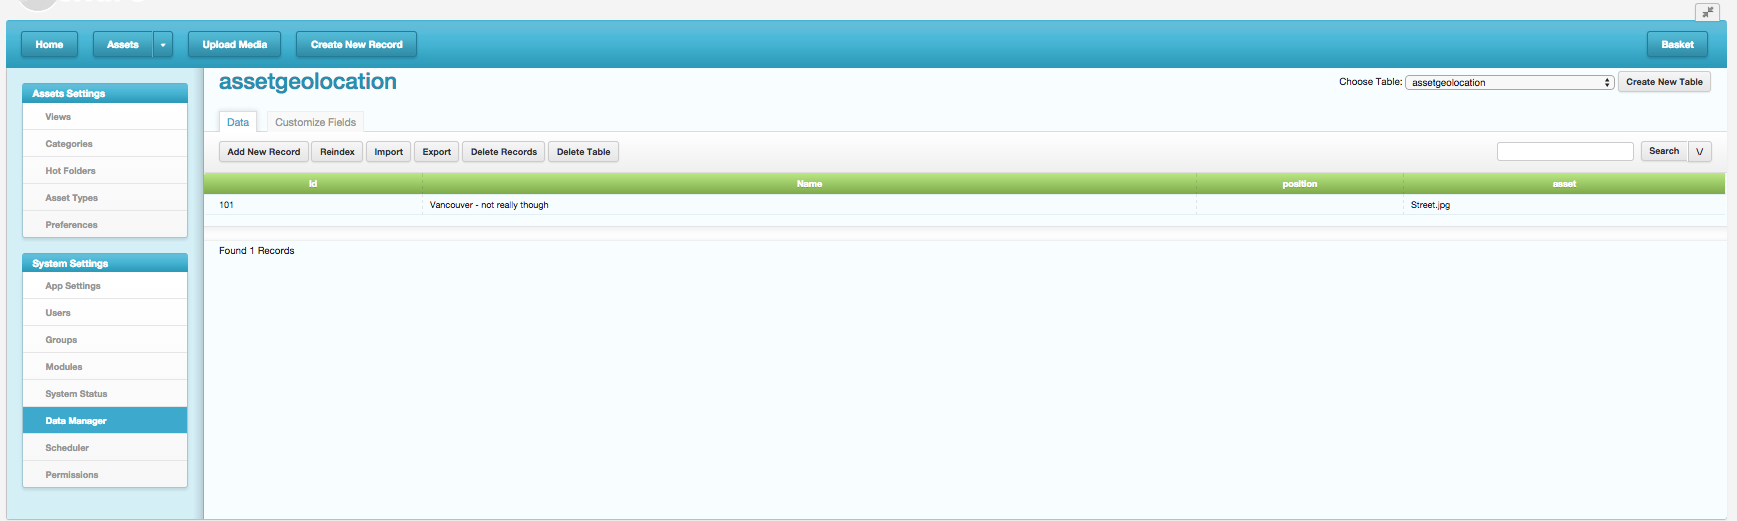 Home Assets Upload Media Create New Record Basket
assetgeolocation
Choose Table: assetgeolocation Create New Table
Assets Settings
Views
Categories
Hot Folders
Asset Types
Preferences
System Settings
App Settings
Users
Groups
Modules
System Status
Data Manager
Scheduler
Permissions
Data Customize Fields
Add New Record Reindex Import Export Delete Records Delete Table Search V
Id Name position asset
101 Vancouver - not really though Street.jpg
Found 1 Records